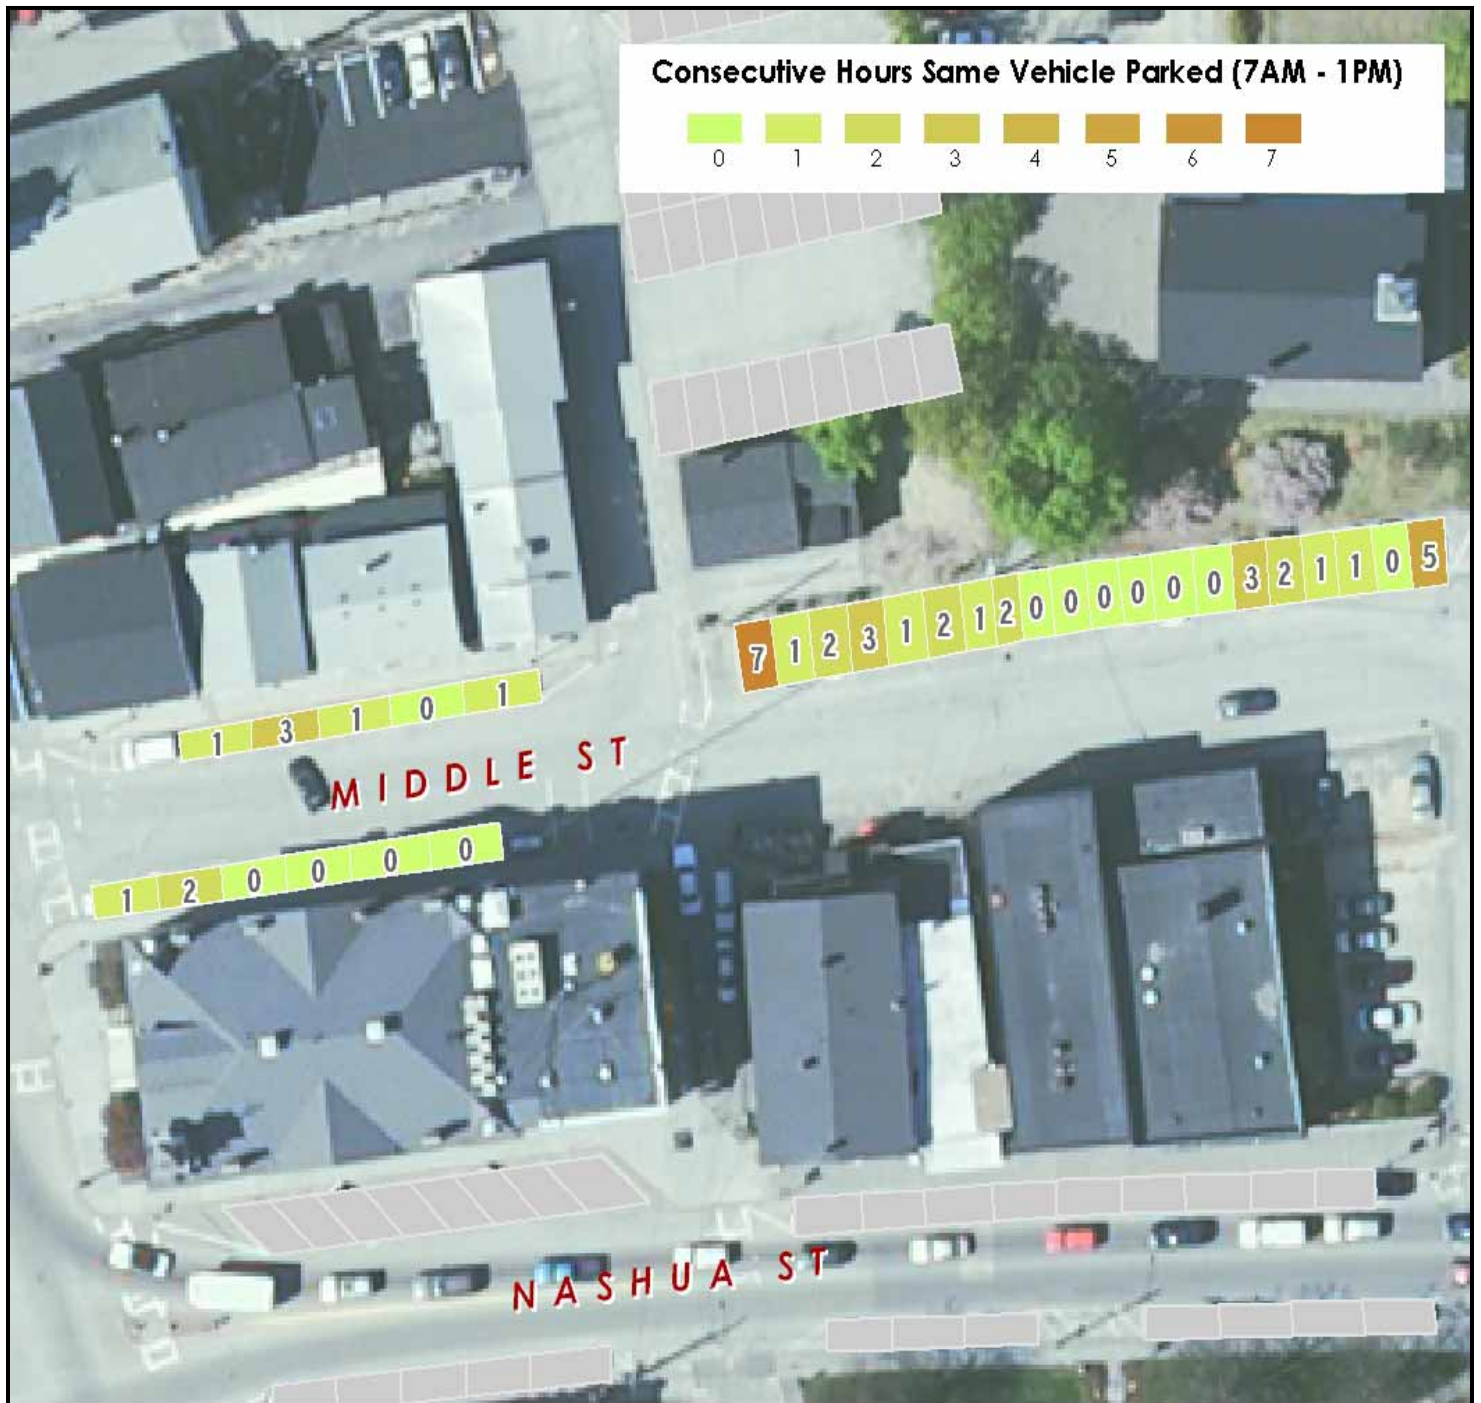 Consecutive Hours Same Vehicle Parked (7AM - 1PM)
0 1 2 3 4 5 6 7
7 1 2 3 1 2 1 2 0 0 0 0 0 0 3 2 1 1 0 5
1 3 1 0 1
MIDDLE ST
1 2 0 0 0 0
NASHUA ST